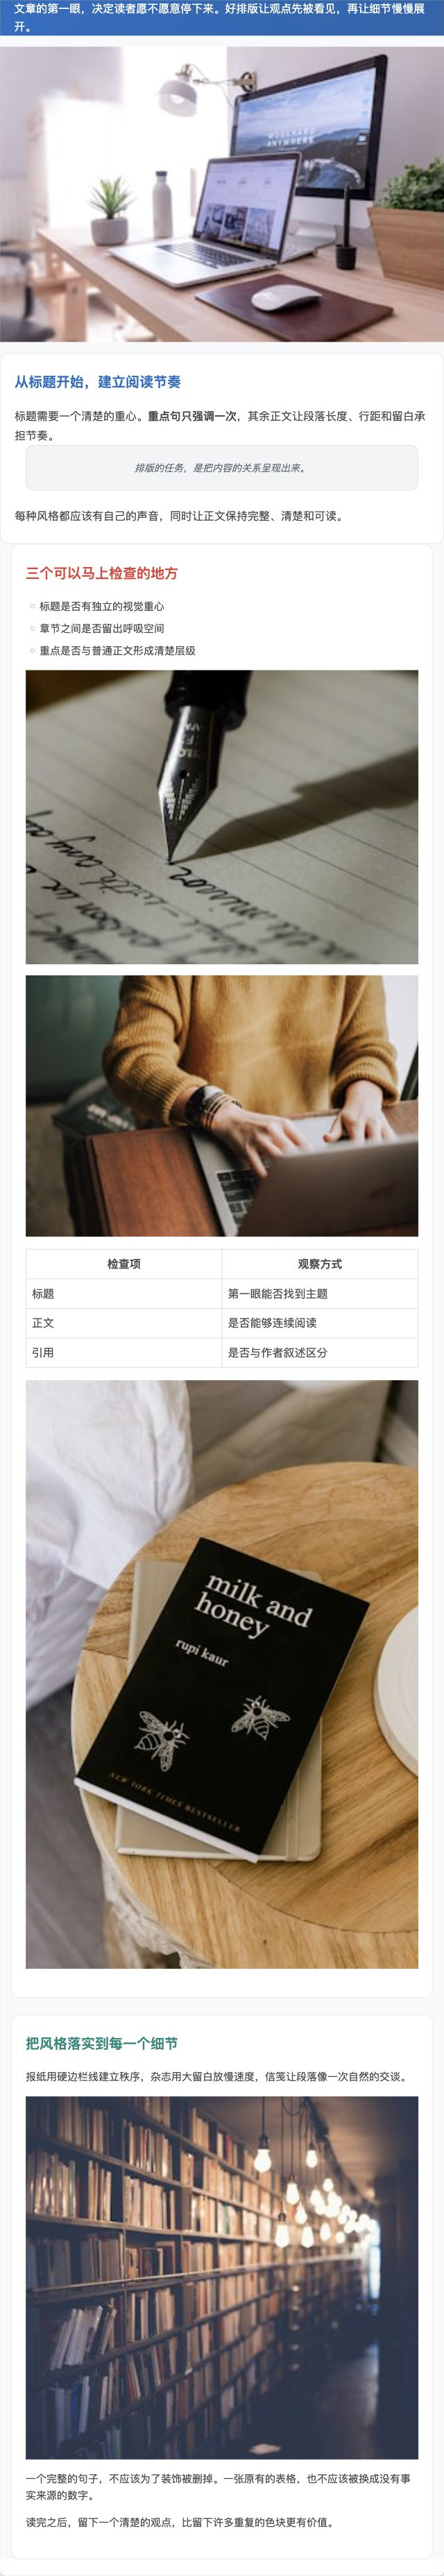 文章的第一眼，决定读者愿不愿意停下来。好排版让观点先被看见，再让细节慢慢展
开。
WORK HARD
ANYWHERE
从标题开始，建立阅读节奏
标题需要一个清楚的重心。重点句只强调一次，其余正文让段落长度、行距和留白承
担节奏。
排版的任务，是把内容的关系呈现出来。
每种风格都应该有自己的声音，同时让正文保持完整、清楚和可读。
三个可以马上检查的地方
标题是否有独立的视觉重心
章节之间是否留出呼吸空间
重点是否与普通正文形成清楚层级
检查项 观察方式
标题 第一眼能否找到主题
正文 是否能够连续阅读
引用 是否与作者叙述区分
milk and
honey
rupi kaur
NEW YORK TIMES BESTSELLER
把风格落实到每一个细节
报纸用硬边栏线建立秩序，杂志用大留白放慢速度，信笺让段落像一次自然的交谈。
一个完整的句子，不应该为了装饰被删掉。一张原有的表格，也不应该被换成没有事
实来源的数字。
读完之后，留下一个清楚的观点，比留下许多重复的色块更有价值。